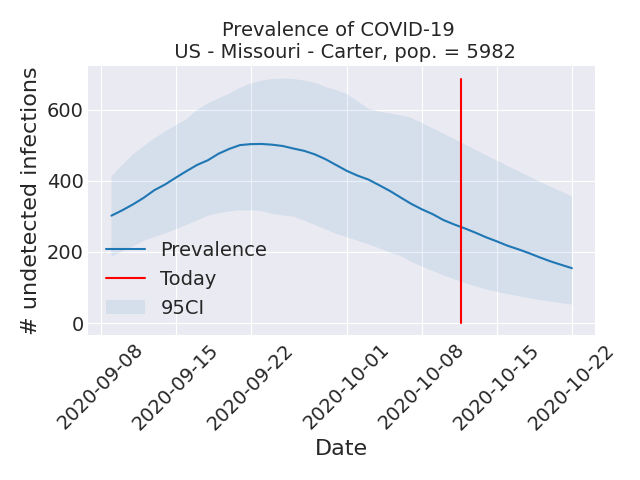 Prevalence of COVID-19
US - Missouri - Carter, pop. = 5982
# undetected infections
600
400
200
0
Prevalence
Today
95CI
2020-09-08
2020-09-15
2020-09-22
2020-10-01
2020-10-08
2020-10-15
2020-10-22
Date